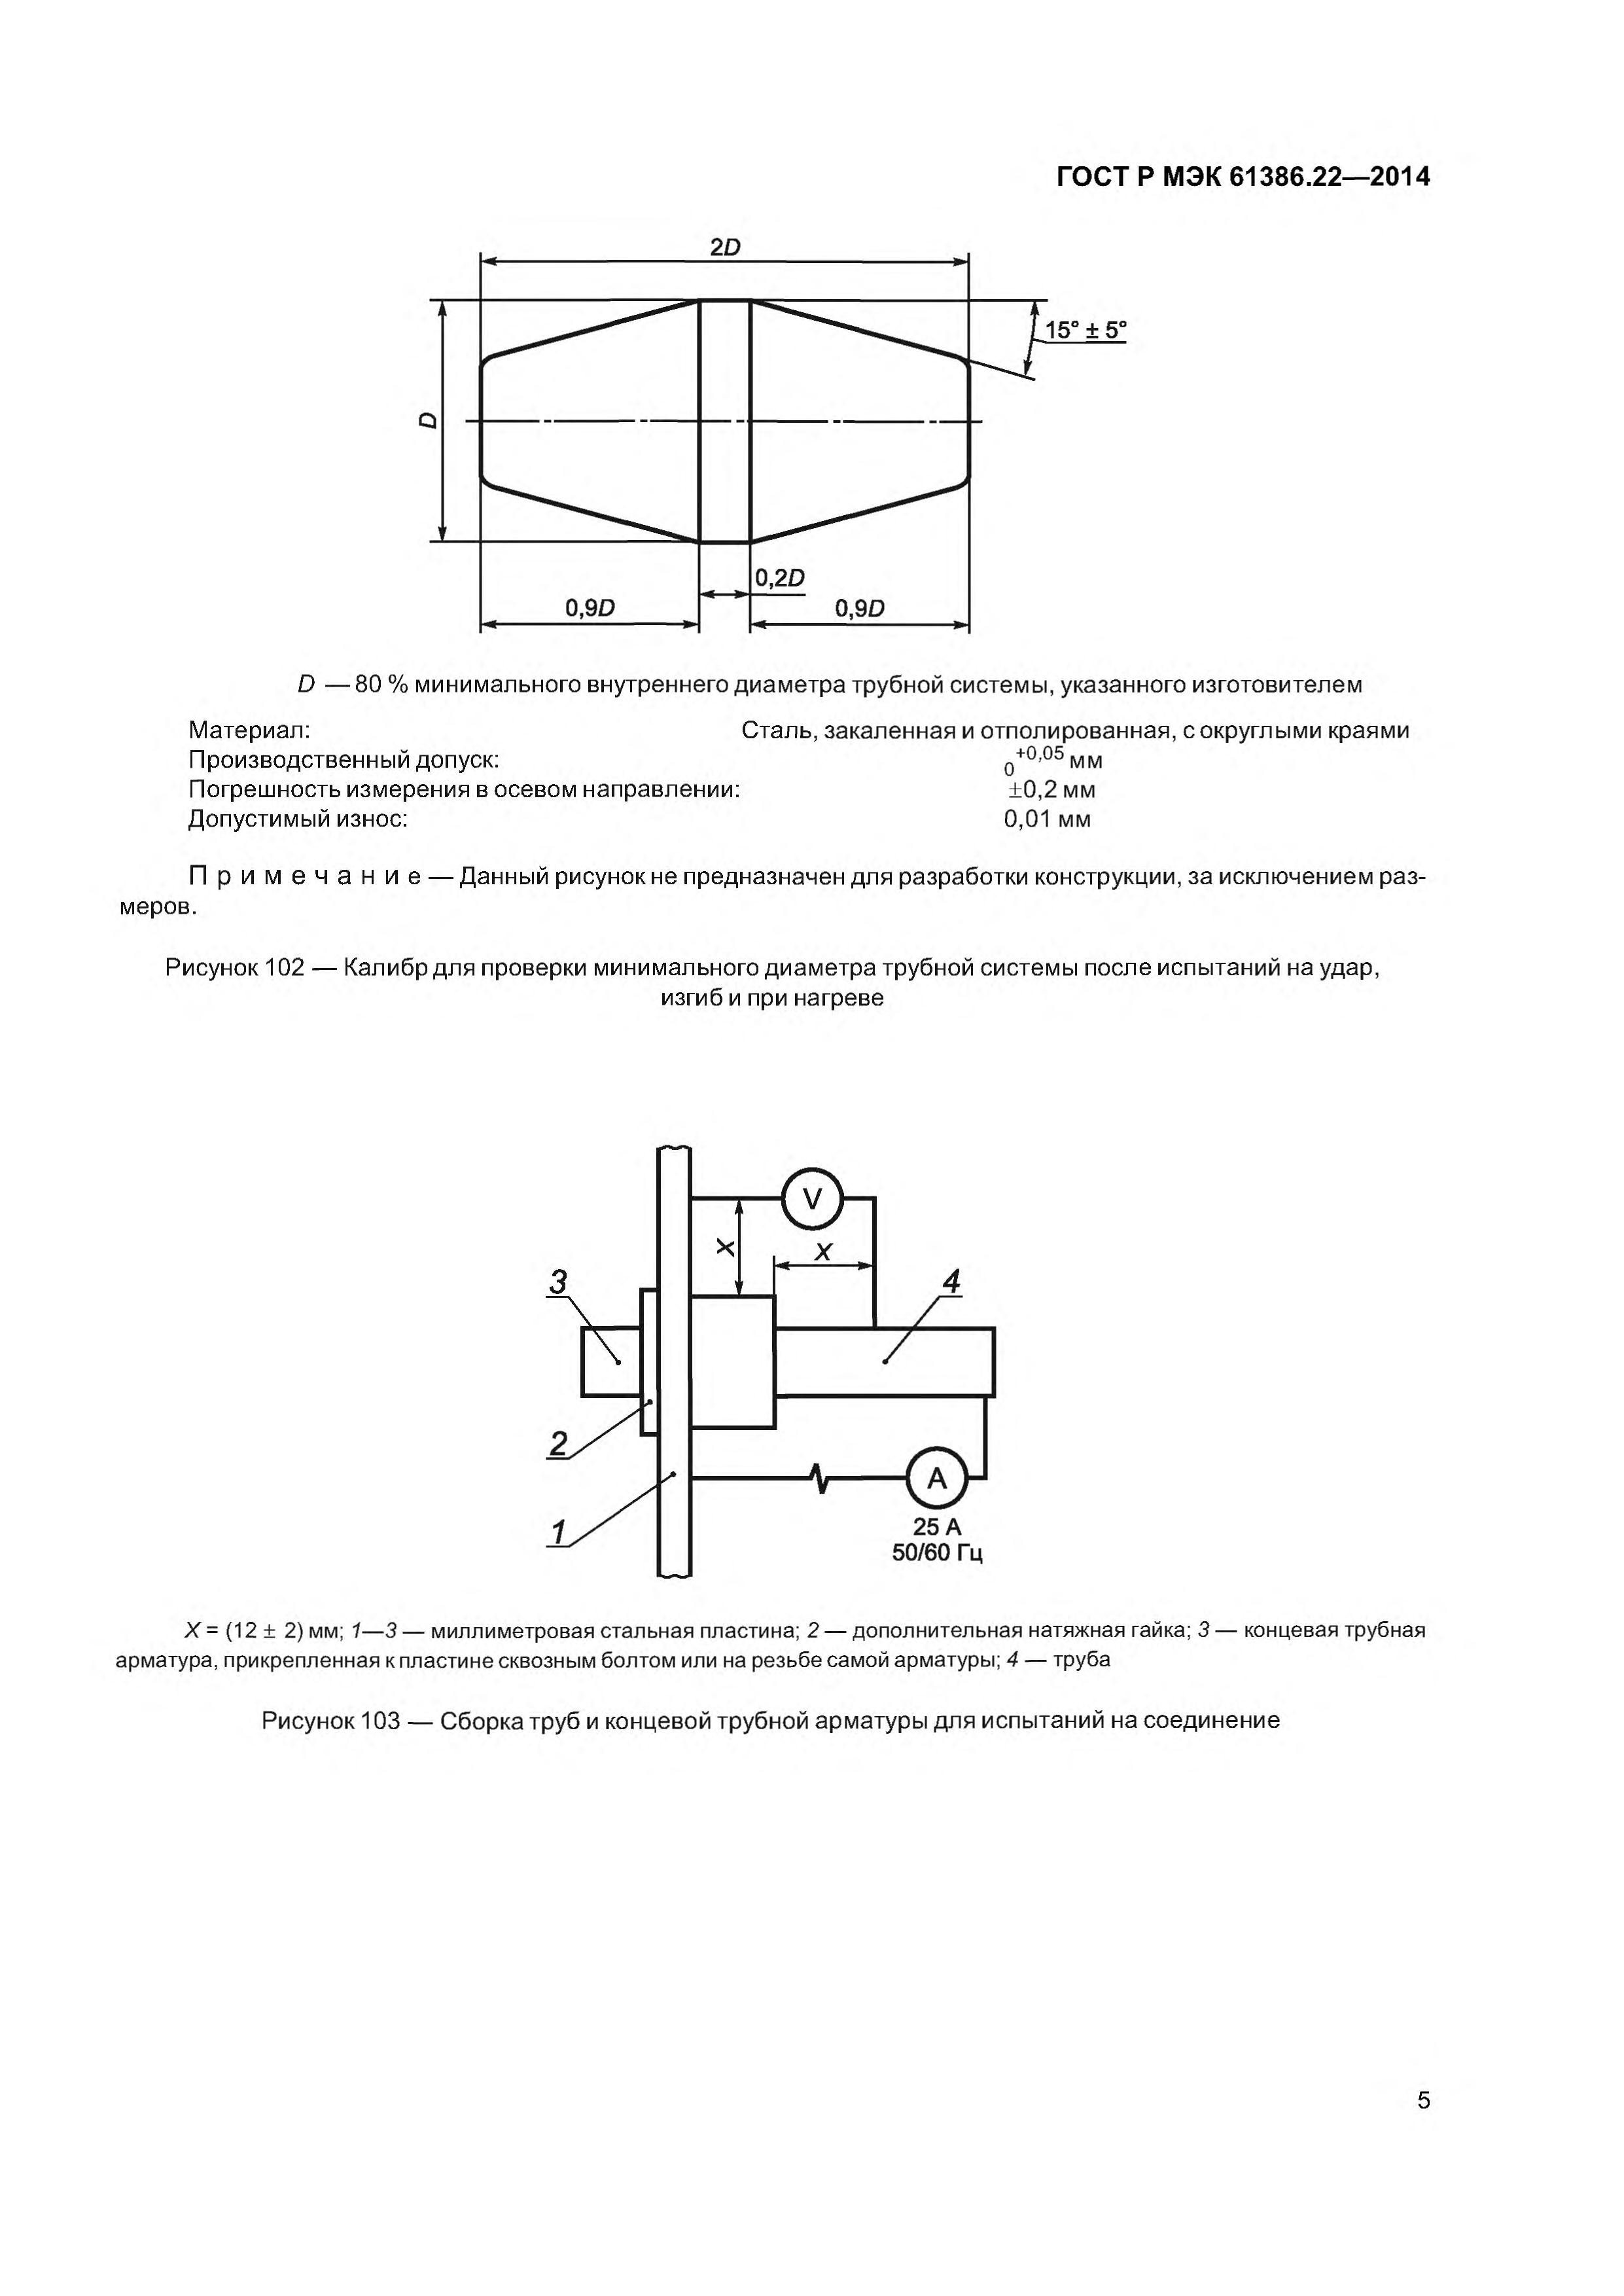 ГОСТ Р МЭК 61386.22—2014
2D
15° ± 5°
D
0,2D
0,9D
0,9D
D — 80 % минимального внутреннего диаметра трубной системы, указанного изготовителем
Материал: Сталь, закаленная и отполированная, с округлыми краями
Производственный допуск: 0 +0,05 мм
Погрешность измерения в осевом направлении: ±0,2 мм
Допустимый износ: 0,01 мм
Примечание — Данный рисунок не предназначен для разработки конструкции, за исключением раз-
меров.
Рисунок 102 — Калибр для проверки минимального диаметра трубной системы после испытаний на удар,
изгиб и при нагреве
V
X
X
3
4
2
1
A
25 А
50/60 Гц
X = (12 ± 2) мм; 1—3 — миллиметровая стальная пластина; 2 — дополнительная натяжная гайка; 3 — концевая трубная
арматура, прикрепленная к пластине сквозным болтом или на резьбе самой арматуры; 4 — труба
Рисунок 103 — Сборка труб и концевой трубной арматуры для испытаний на соединение
5